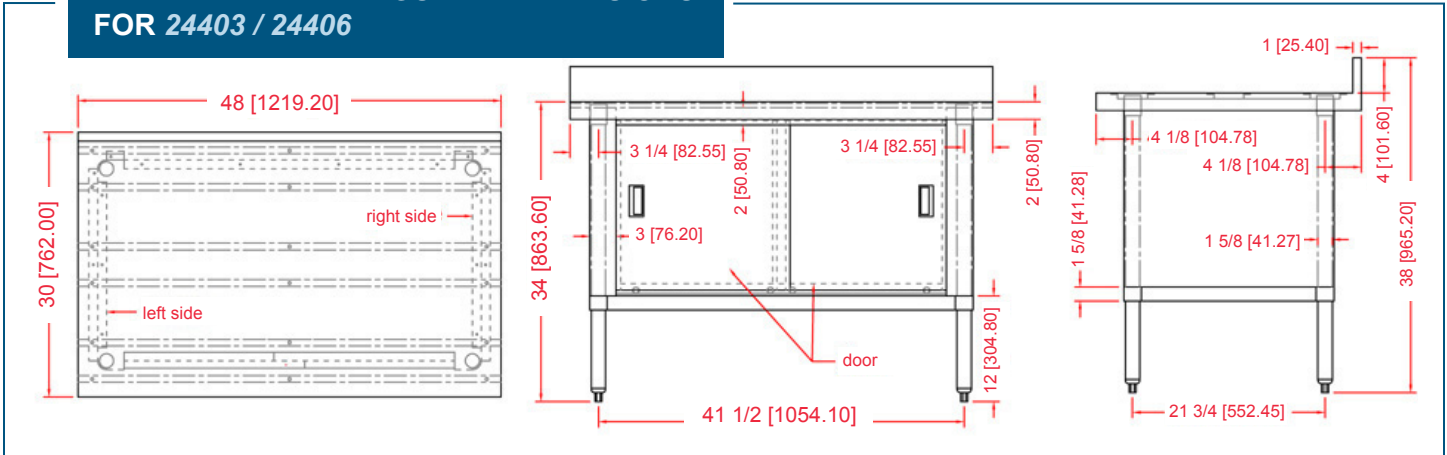 FOR 24403 / 24406
48 [1219.20]
30 [762.00]
right side
left side
34 [863.60]
3 1/4 [82.55]
2 [50.80]
3 1/4 [82.55]
2 [50.80]
3 [76.20]
door
12 [304.80]
41 1/2 [1054.10]
1 [25.40]
4 1/8 [104.78]
4 1/8 [104.78]
4 [101.60]
1 5/8 [41.28]
1 5/8 [41.27]
38 [965.20]
21 3/4 [552.45]